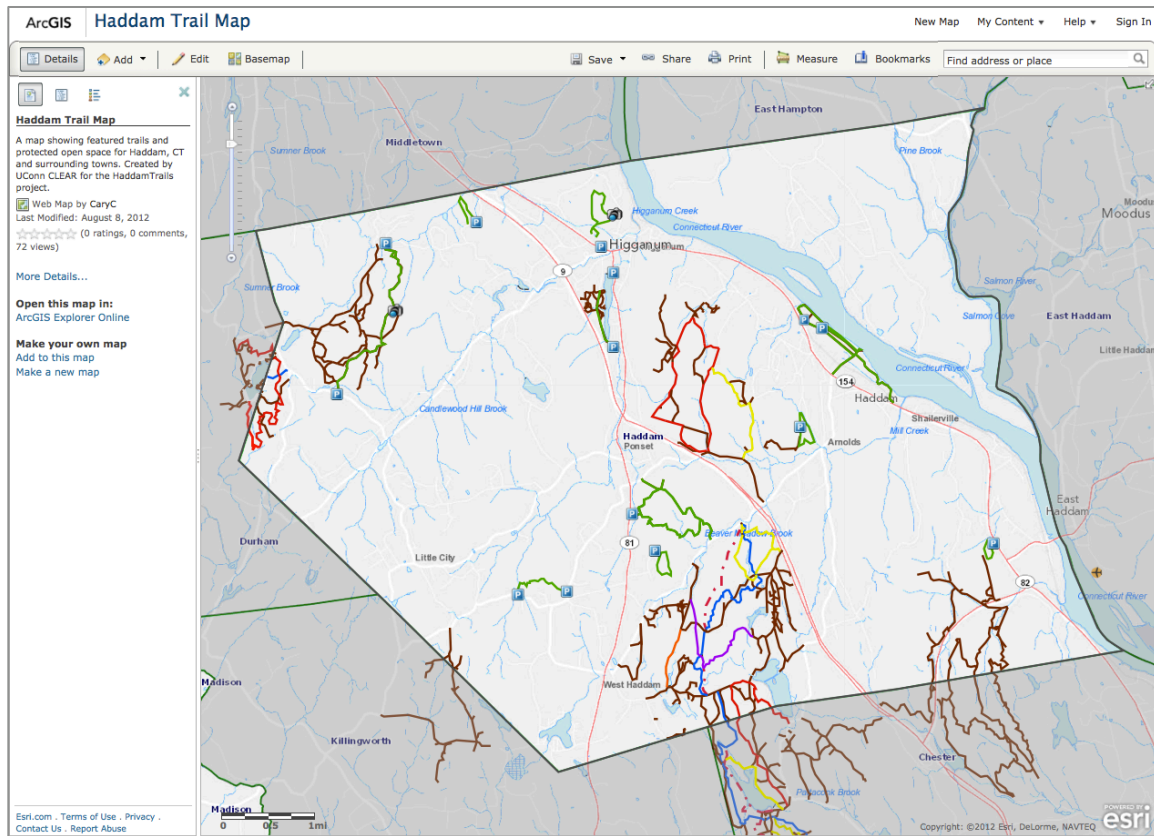 ArcGIS
Haddam Trail Map
New Map
My Content
Help
Sign In
Details
Add
Edit
Basemap
Save
Share
Print
Measure
Bookmarks
Find address or place
Haddam Trail Map
A map showing featured trails and
protected open space for Haddam, CT
and surrounding towns. Created by
UConn CLEAR for the HaddamTrails
project.
Web Map by CaryC
Last Modified: August 8, 2012
(0 ratings, 0 comments,
72 views)
More Details...
Open this map in:
ArcGIS Explorer Online
Make your own map
Add to this map
Make a new map
Esri.com . Terms of Use . Privacy .
Contact Us . Report Abuse
East Hampton
Middletown
Sumner Brook
Pine Brook
Moodus
Higganum Creek
Connecticut River
Higganum
9
Sumner Brook
Salmon River
Salmon Cove
East Haddam
Little Haddam
Connecticut River
154
Haddam
Candlewood Hill Brook
Shailerville
Mill Creek
Haddam
Ponset
Arnolds
East
Haddam
Beaver Meadow Brook
Durham
81
Little City
82
Connecticut River
Madison
West Haddam
Killingworth
Chester
Pattaconk Brook
Madison
0 0.5 1mi
POWERED BY
esri
Copyright: ©2012 Esri, DeLorme, NAVTEQ